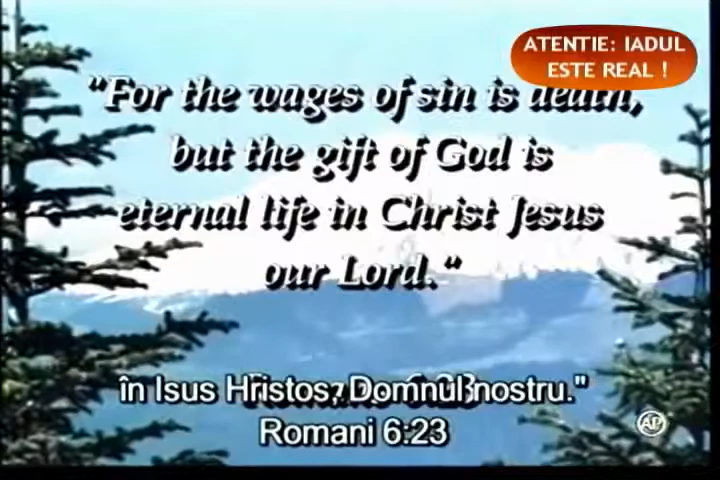 ATENTIE: IADUL
ESTE REAL !
"For the wages of sin is death,
but the gift of God is
eternal life in Christ Jesus
our Lord."
în Isus Hristos, Domnul nostru."
Romani 6:23
AP